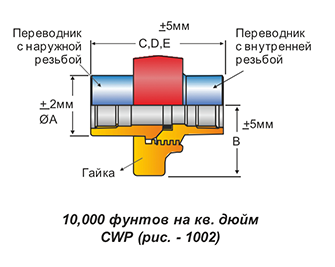 ±5мм
C,D,E
Переводник
с наружной
резьбой
Переводник
с внутренней
резьбой
± 2мм
ØA
±5мм
B
Гайка
10,000 фунтов на кв. дюйм
CWP (рис. - 1002)